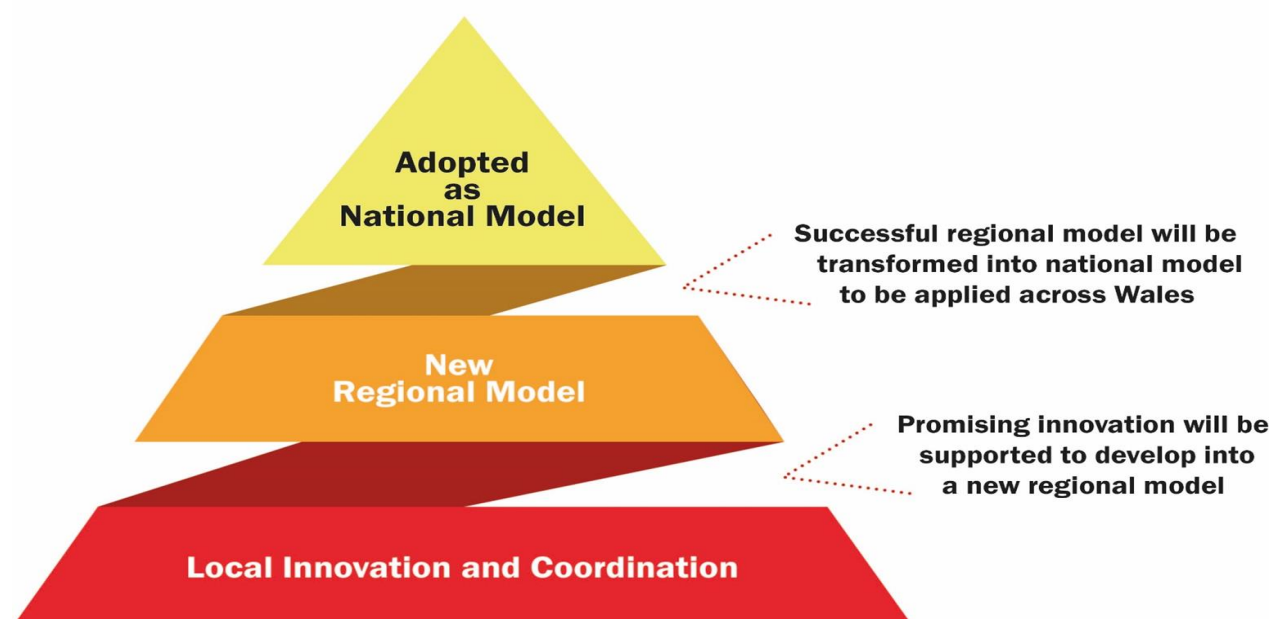 Adopted
as
National Model
Successful regional model will be
transformed into national model
to be applied across Wales
New
Regional Model
Promising innovation will be
supported to develop into
a new regional model
Local Innovation and Coordination